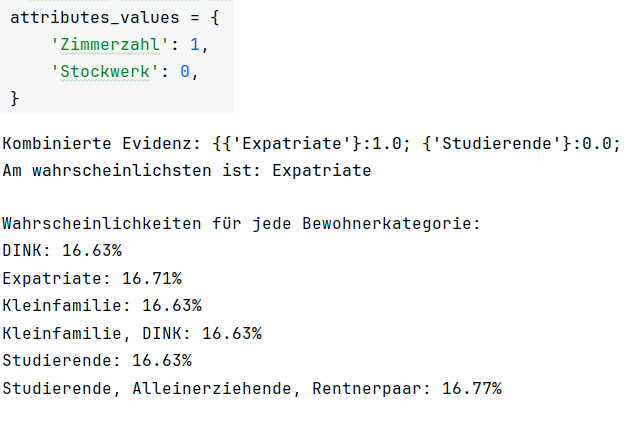 attributes_values = {
'Zimmerzahl': 1,
'Stockwerk': 0,
}
Kombinierte Evidenz: {{'Expatriate'}:1.0; {'Studierende'}:0.0;
Am wahrscheinlichsten ist: Expatriate
Wahrscheinlichkeiten für jede Bewohnerkategorie:
DINK: 16.63%
Expatriate: 16.71%
Kleinfamilie: 16.63%
Kleinfamilie, DINK: 16.63%
Studierende: 16.63%
Studierende, Alleinerziehende, Rentnerpaar: 16.77%